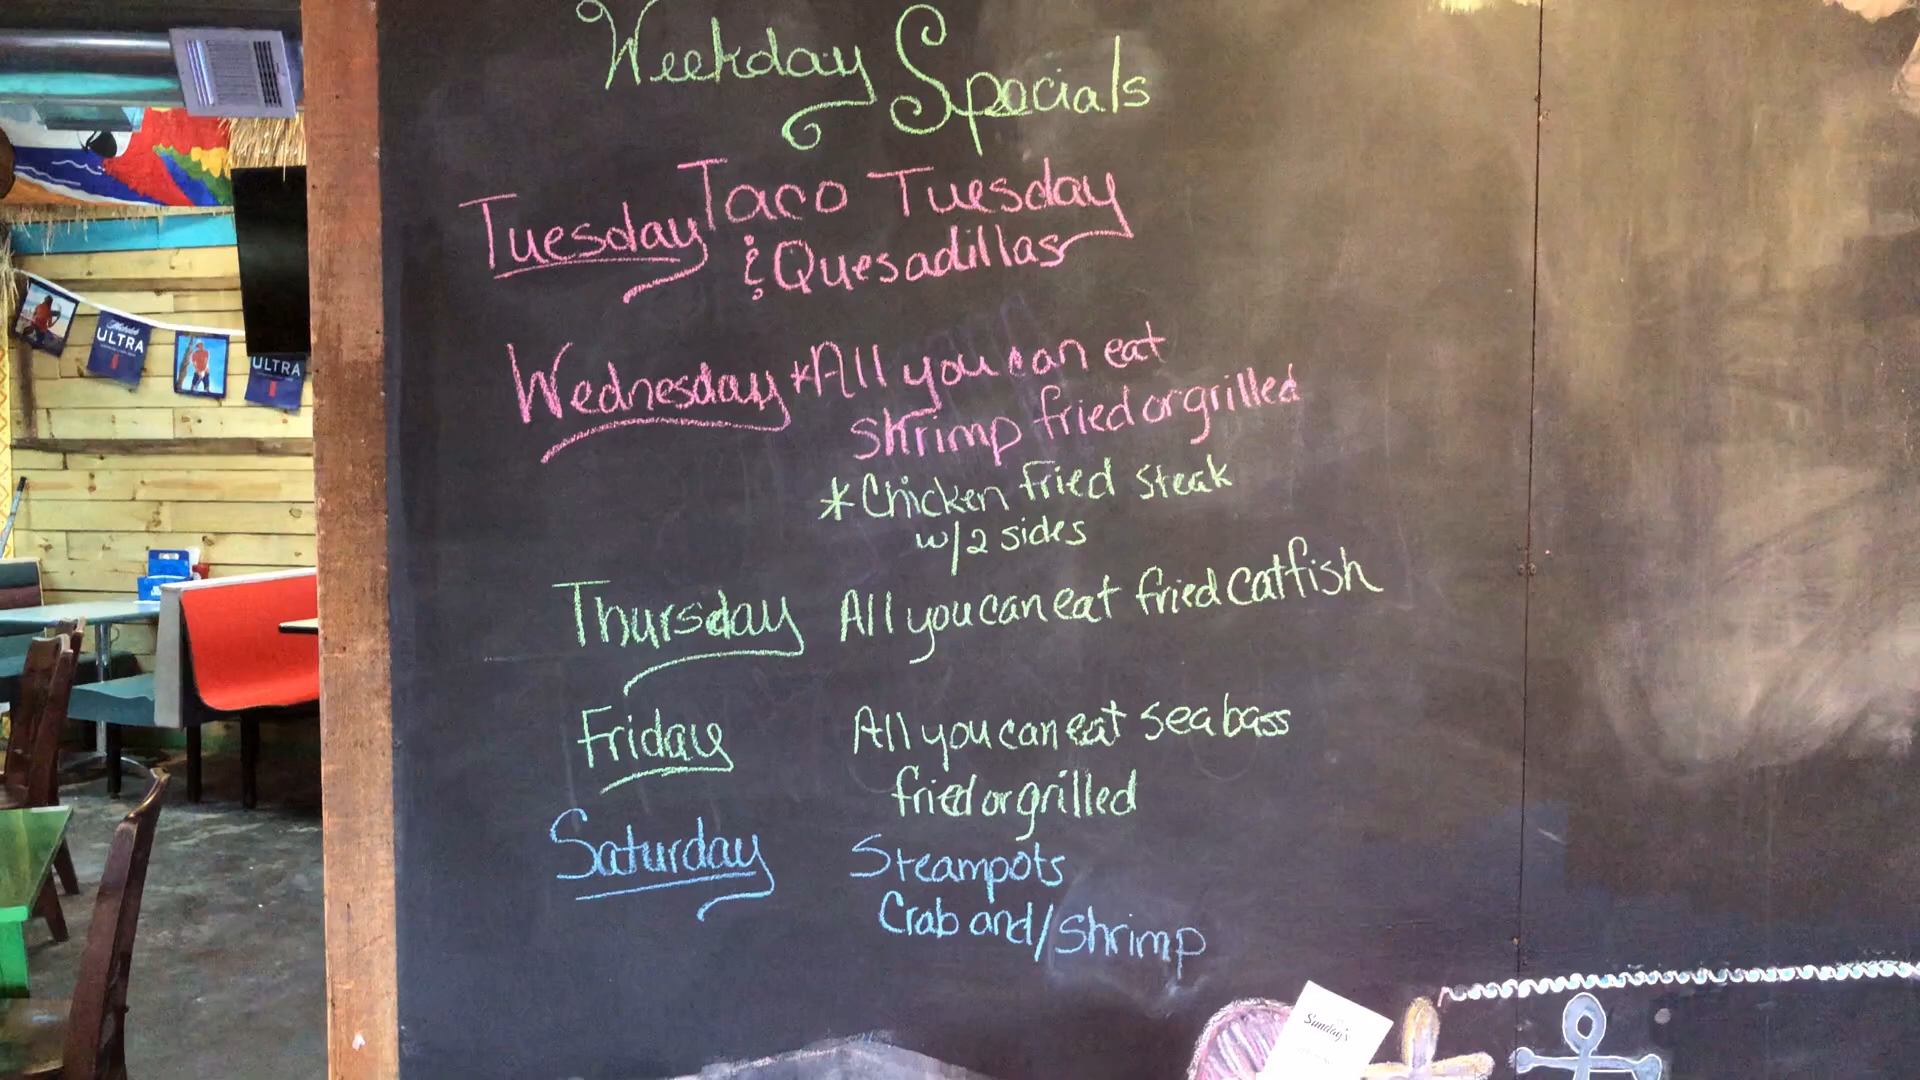 Weekday Specials
Tuesday Taco Tuesday
& Quesadillas
Wednesday *All you can eat
shrimp fried or grilled
*Chicken fried steak
w/2 sides
Thursday All you can eat fried catfish
Friday All you can eat sea bass
fried or grilled
Saturday Steampots
Crab and/shrimp
Michelob
ULTRA
ULTRA
Sunday's